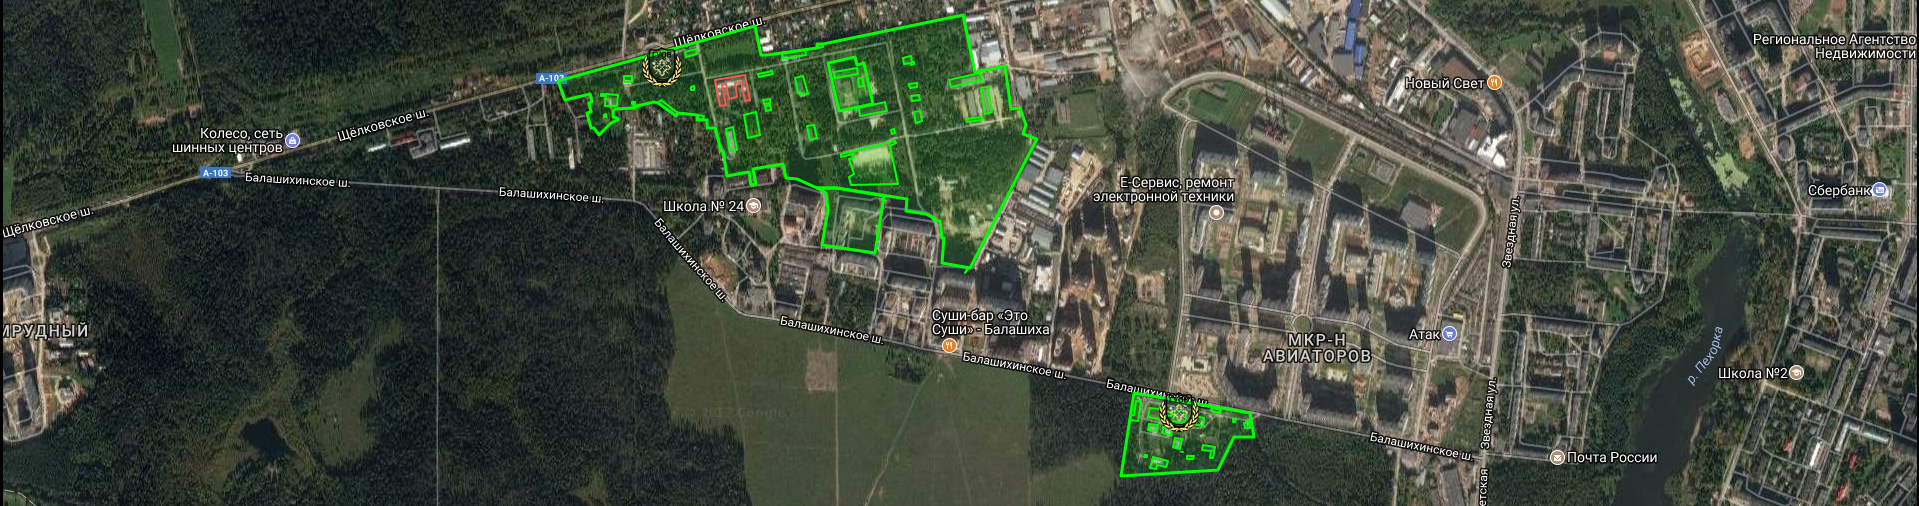 Щёлковское ш.
Региональное Агентство
Недвижимости
А-103
Новый Свет
Щёлковское ш.
Колесо, сеть
шинных центров
А-103
Балашихинское ш.
Балашихинское ш.
Е-Сервис, ремонт
электронной техники
Сбербанк
Школа № 24
Щёлковское ш.
Балашихинское ш.
Звездная ул.
МРУДНЫЙ
Балашихинское ш.
Суши-бар «Это
Суши» - Балашиха
МКР-Н
АВИАТОРОВ
Атак
р. Пехорка
Балашихинское ш.
Школа №2
Балашихинское ш.
Звездная ул.
Балашихинское ш.
Почта России
етская